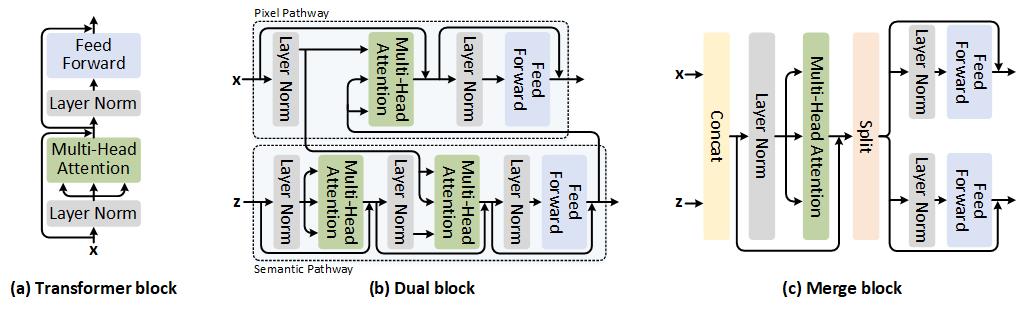 Feed
Forward
Layer Norm
Multi-Head
Attention
Layer Norm
x
(a) Transformer block
Pixel Pathway
x
Layer Norm
Multi-Head
Attention
Layer Norm
Feed
Forward
z
Layer Norm
Multi-Head
Attention
Layer Norm
Multi-Head
Attention
Layer Norm
Feed
Forward
Semantic Pathway
(b) Dual block
x
z
Concat
Layer Norm
Multi-Head Attention
Split
Layer Norm
Feed
Forward
Layer Norm
Feed
Forward
(c) Merge block